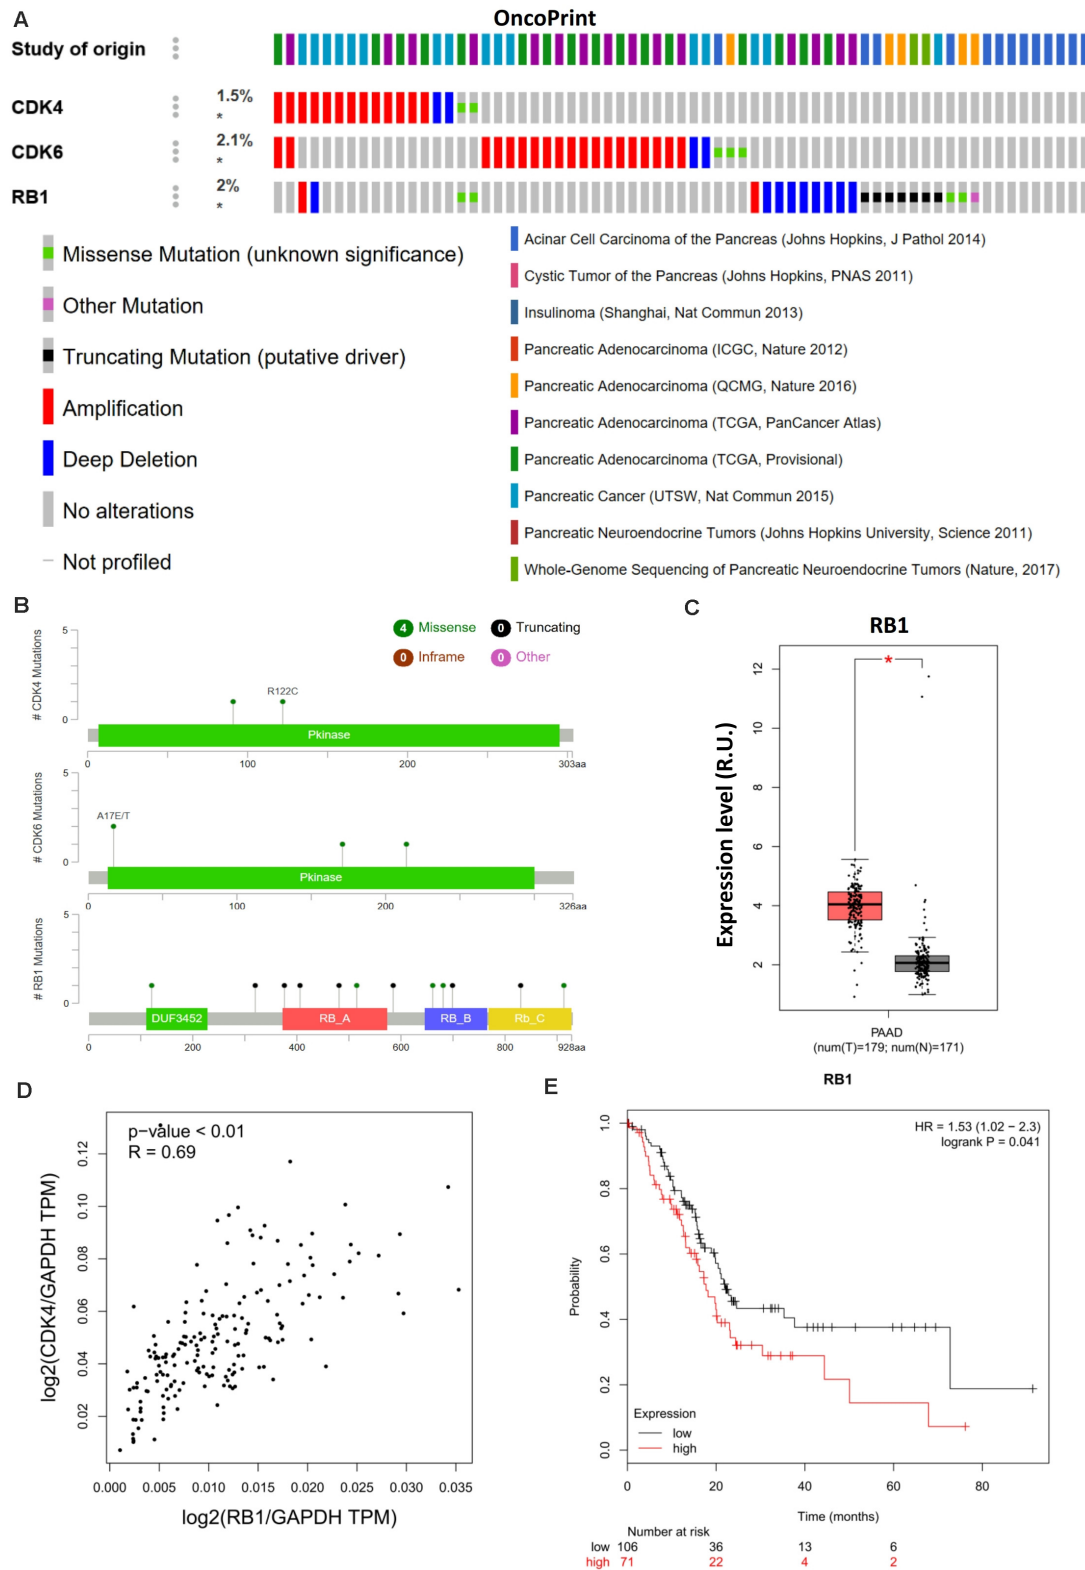 A
OncoPrint
Study of origin
CDK4 1.5%
*
CDK6 2.1%
*
RB1 2%
*
Missense Mutation (unknown significance)
Other Mutation
Truncating Mutation (putative driver)
Amplification
Deep Deletion
No alterations
Not profiled
Acinar Cell Carcinoma of the Pancreas (Johns Hopkins, J Pathol 2014)
Cystic Tumor of the Pancreas (Johns Hopkins, PNAS 2011)
Insulinoma (Shanghai, Nat Commun 2013)
Pancreatic Adenocarcinoma (ICGC, Nature 2012)
Pancreatic Adenocarcinoma (QCMG, Nature 2016)
Pancreatic Adenocarcinoma (TCGA, PanCancer Atlas)
Pancreatic Adenocarcinoma (TCGA, Provisional)
Pancreatic Cancer (UTSW, Nat Commun 2015)
Pancreatic Neuroendocrine Tumors (Johns Hopkins University, Science 2011)
Whole-Genome Sequencing of Pancreatic Neuroendocrine Tumors (Nature, 2017)
B
4 Missense 0 Truncating
0 Inframe 0 Other
# CDK4 Mutations
5
0
R122C
Pkinase
0 100 200 303aa
# CDK6 Mutations
5
0
A17E/T
Pkinase
0 100 200 326aa
# RB1 Mutations
5
0
DUF3452 RB_A RB_B Rb_C
0 200 400 600 800 928aa
C
RB1
Expression level (R.U.)
12
10
8
6
4
2
*
PAAD
(num(T)=179; num(N)=171)
D
p-value < 0.01
R = 0.69
log2(CDK4/GAPDH TPM)
0.12
0.10
0.08
0.06
0.04
0.02
0.000 0.005 0.010 0.015 0.020 0.025 0.030 0.035
log2(RB1/GAPDH TPM)
E
RB1
HR = 1.53 (1.02 − 2.3)
logrank P = 0.041
Probability
1.0
0.8
0.6
0.4
0.2
0.0
Expression
low
high
0 20 40 60 80
Time (months)
Number at risk
low 106 36 13 6
high 71 22 4 2